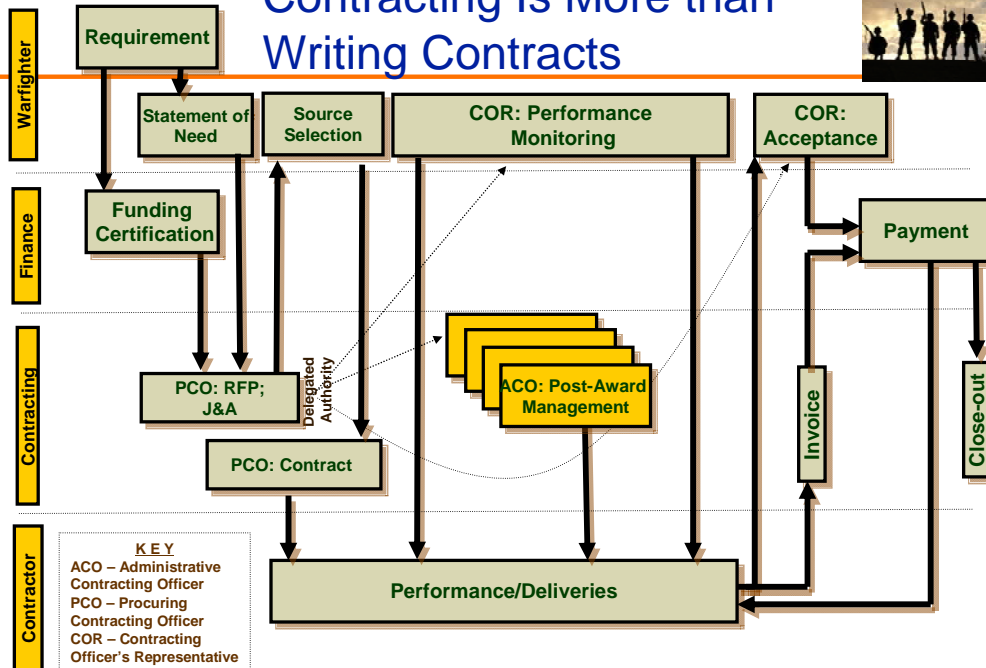 Contracting Is More than
Writing Contracts
Warfighter
Requirement
Statement of
Need
Source
Selection
COR: Performance
Monitoring
COR:
Acceptance
Finance
Funding
Certification
Payment
Contracting
PCO: RFP;
J&A
Delegated
Authority
ACO: Post-Award
Management
PCO: Contract
Invoice
Close-out
Contractor
K E Y
ACO – Administrative
Contracting Officer
PCO – Procuring
Contracting Officer
COR – Contracting
Officer's Representative
Performance/Deliveries